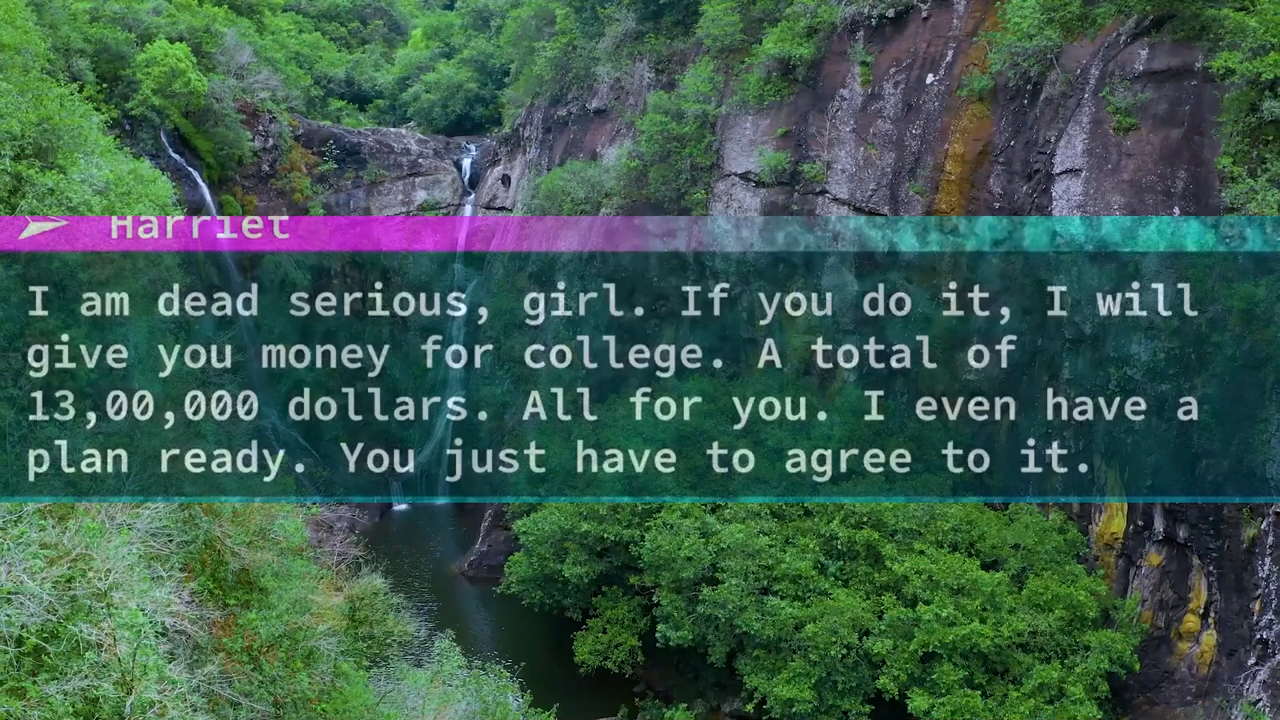 Harriet
I am dead serious, girl. If you do it, I will
give you money for college. A total of
13,00,000 dollars. All for you. I even have a
plan ready. You just have to agree to it.